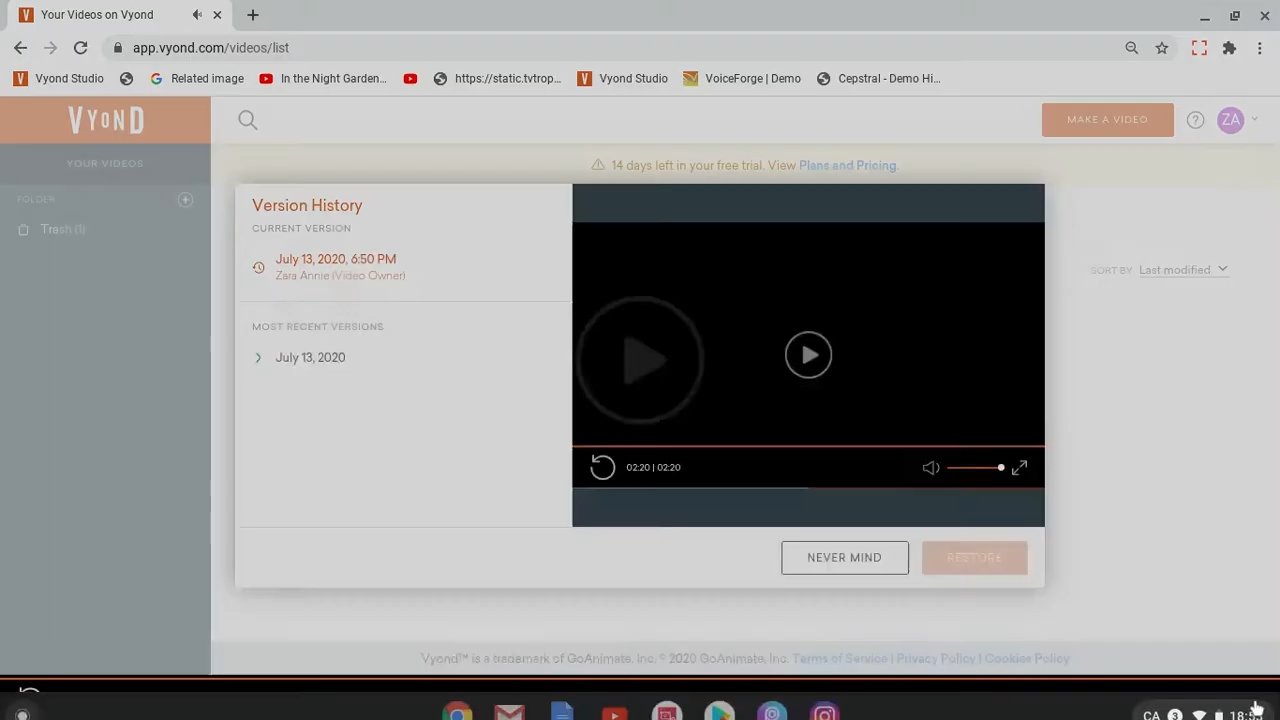 Your Videos on Vyond
app.vyond.com/videos/list
Vyond Studio
Related image
In the Night Garden...
https://static.tvtrop...
Vyond Studio
VoiceForge | Demo
Cepstral - Demo Hi...
VYOND
MAKE A VIDEO
ZA
YOUR VIDEOS
14 days left in your free trial. View Plans and Pricing.
FOLDER
Trash (1)
Version History
CURRENT VERSION
July 13, 2020, 6:50 PM
Zara Annie (Video Owner)
SORT BY Last modified
MOST RECENT VERSIONS
July 13, 2020
02:20 | 02:20
NEVER MIND
RESTORE
Vyond™ is a trademark of GoAnimate, Inc. © 2020 GoAnimate, Inc. Terms of Service | Privacy Policy | Cookies Policy
CA
3